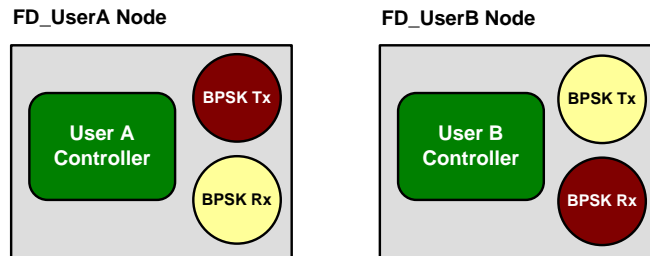 FD_UserA Node
FD_UserB Node
BPSK Tx
User A
Controller
BPSK Rx
BPSK Tx
User B
Controller
BPSK Rx